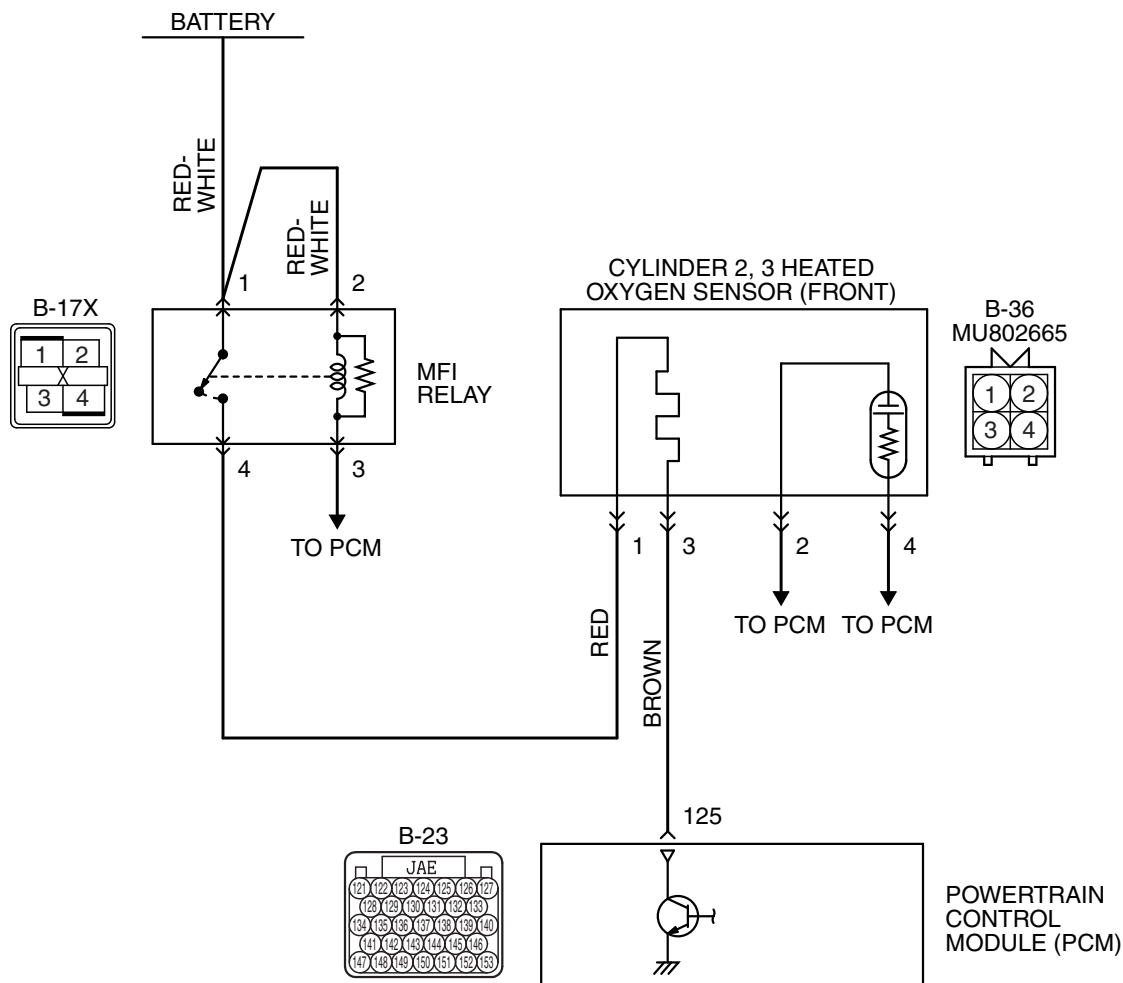 BATTERY
RED-
WHITE
RED-
WHITE
1
2
B-17X
1 2
X
3 4
MFI
RELAY
4
3
TO PCM
CYLINDER 2, 3 HEATED
OXYGEN SENSOR (FRONT)
B-36
MU802665
1 2
3 4
1
3
2
4
TO PCM
TO PCM
RED
BROWN
125
B-23
JAE
121 122 123 124 125 126 127
128 129 130 131 132 133
134 135 136 137 138 139 140
141 142 143 144 145 146
147 148 149 150 151 152 153
POWERTRAIN
CONTROL
MODULE (PCM)